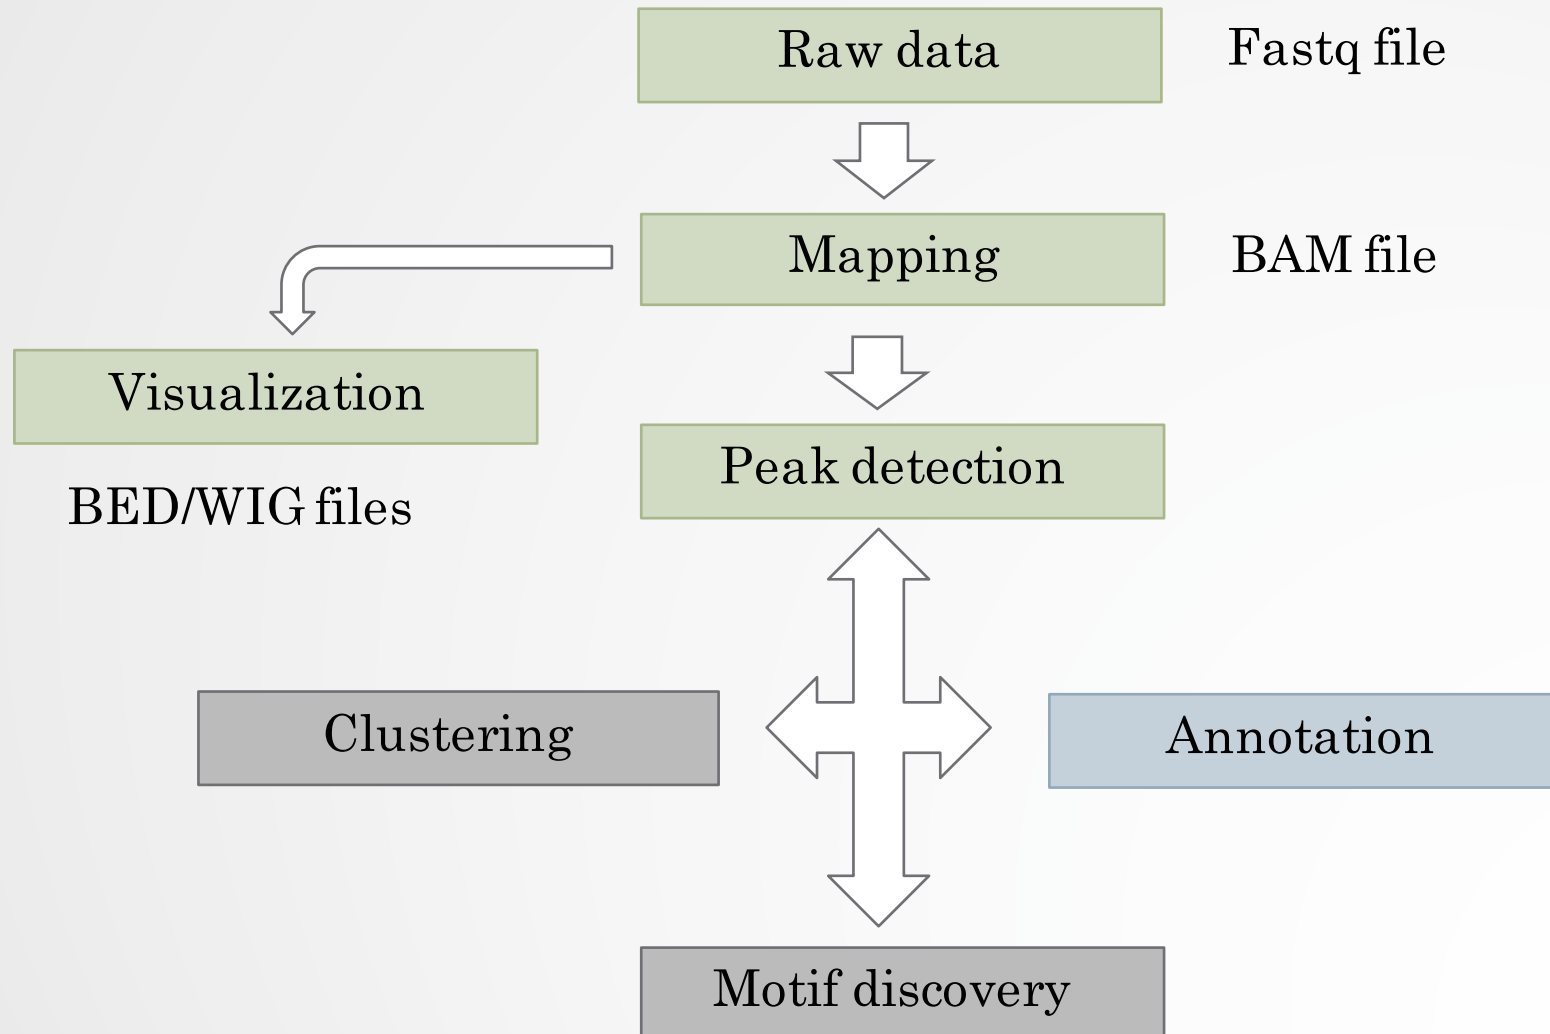 Raw data
Fastq file
Mapping
BAM file
Visualization
BED/WIG files
Peak detection
Clustering
Annotation
Motif discovery